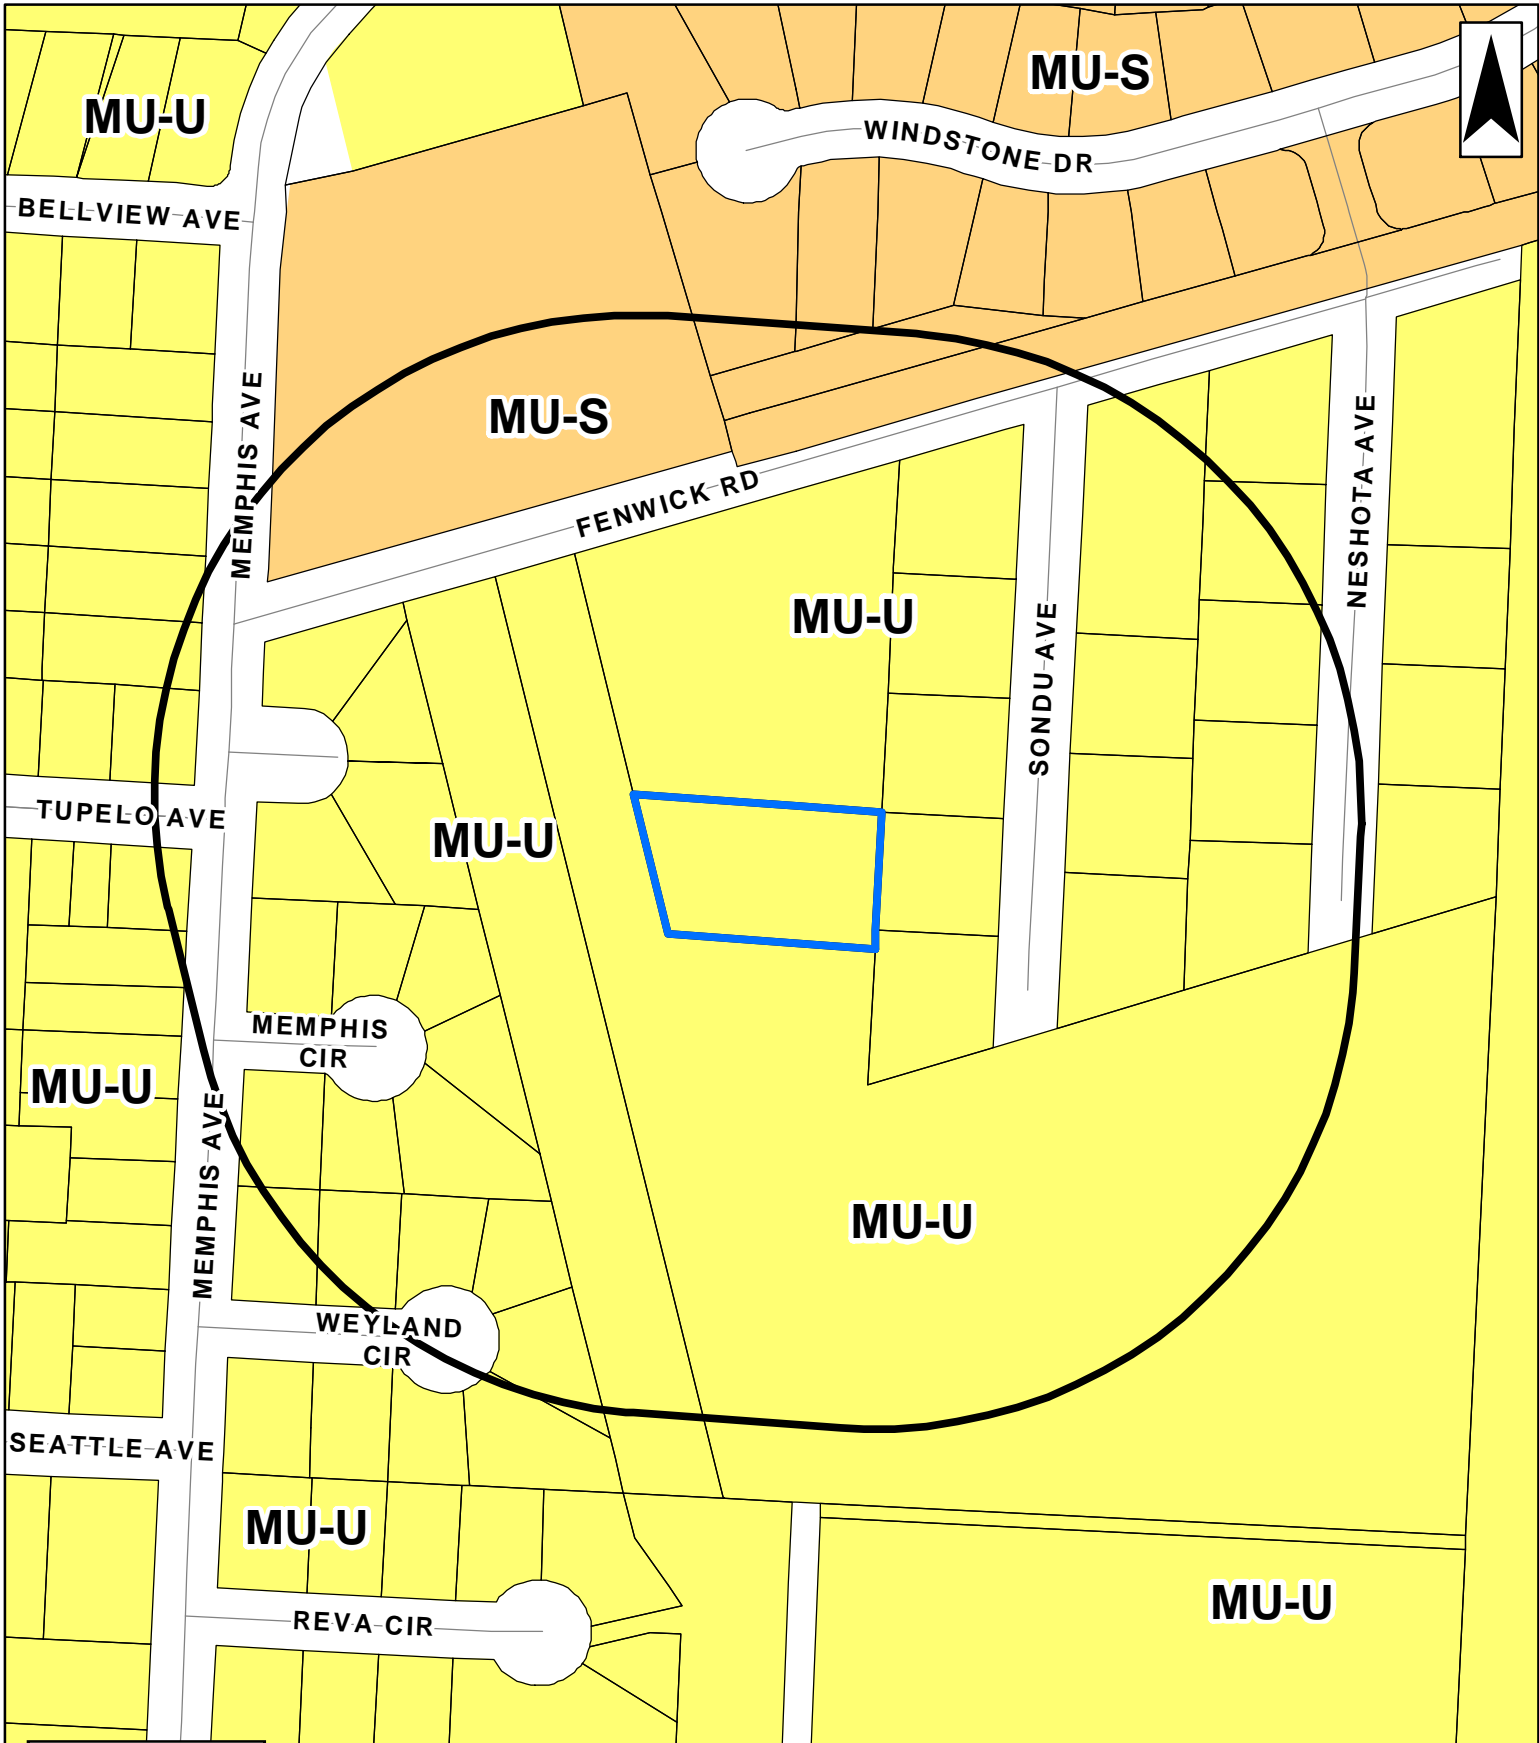 MU-S
MU-U
WINDSTONE DR
BELLVIEW AVE
MEMPHIS AVE
MU-S
NESHOTA AVE
FENWICK RD
MU-U
SONDU AVE
TUPELO AVE
MU-U
MEMPHIS
CIR
MU-U
MEMPHIS AVE
MU-U
WEYLAND
CIR
SEATTLE AVE
MU-U
MU-U
REVA CIR